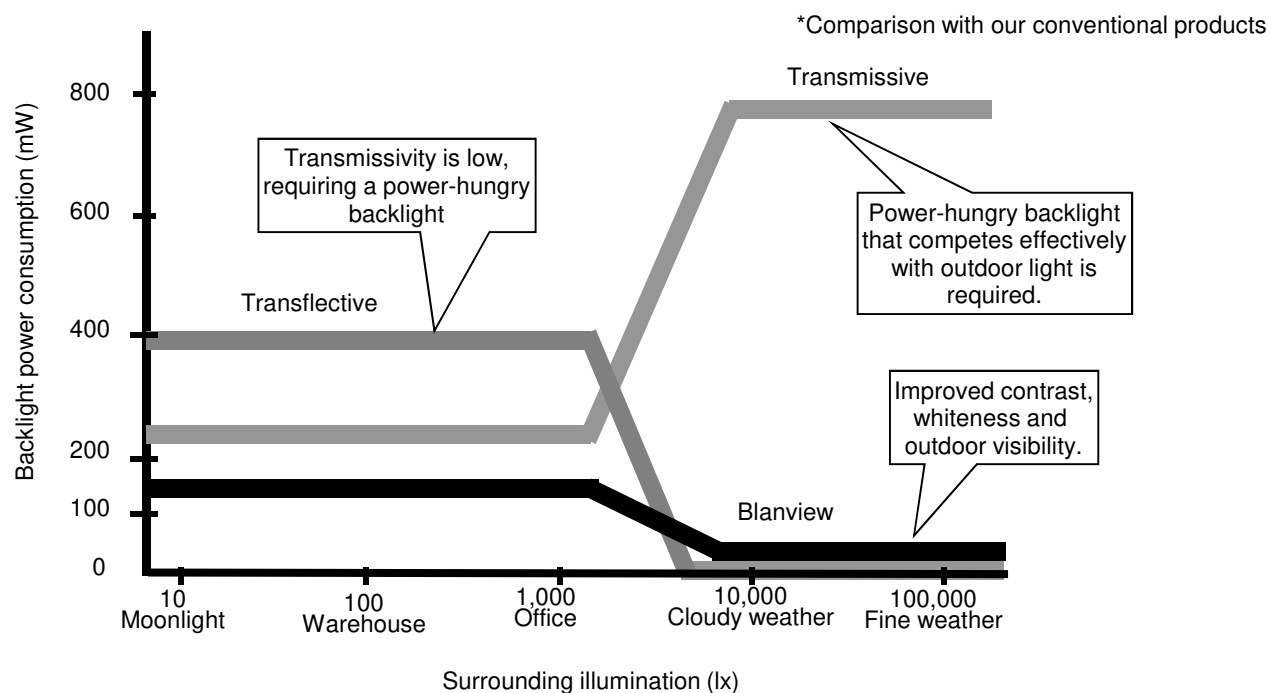 *Comparison with our conventional products
Transmissive
800
Transmissivity is low,
requiring a power-hungry
backlight
Power-hungry backlight
that competes effectively
with outdoor light is
required.
600
Backlight power consumption (mW)
Transflective
400
Improved contrast,
whiteness and
outdoor visibility.
200
100
Blanview
0
10
100
1,000
10,000
100,000
Moonlight
Warehouse
Office
Cloudy weather
Fine weather
Surrounding illumination (lx)